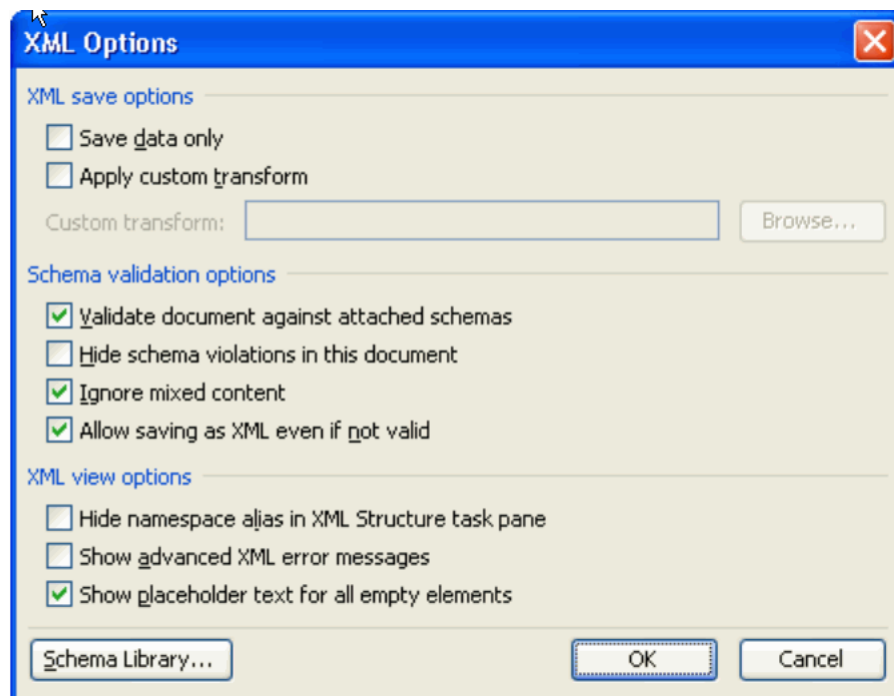 XML Options
XML save options
Save data only
Apply custom transform
Custom transform: Browse...
Schema validation options
Validate document against attached schemas
Hide schema violations in this document
Ignore mixed content
Allow saving as XML even if not valid
XML view options
Hide namespace alias in XML Structure task pane
Show advanced XML error messages
Show placeholder text for all empty elements
Schema Library... OK Cancel